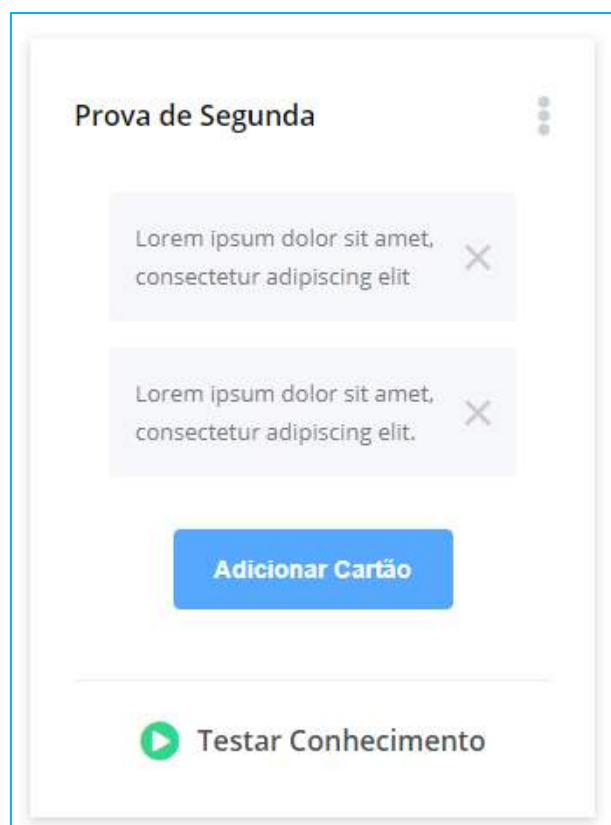 Prova de Segunda
Lorem ipsum dolor sit amet,
consectetur adipiscing elit
Lorem ipsum dolor sit amet,
consectetur adipiscing elit.
Adicionar Cartão
Testar Conhecimento